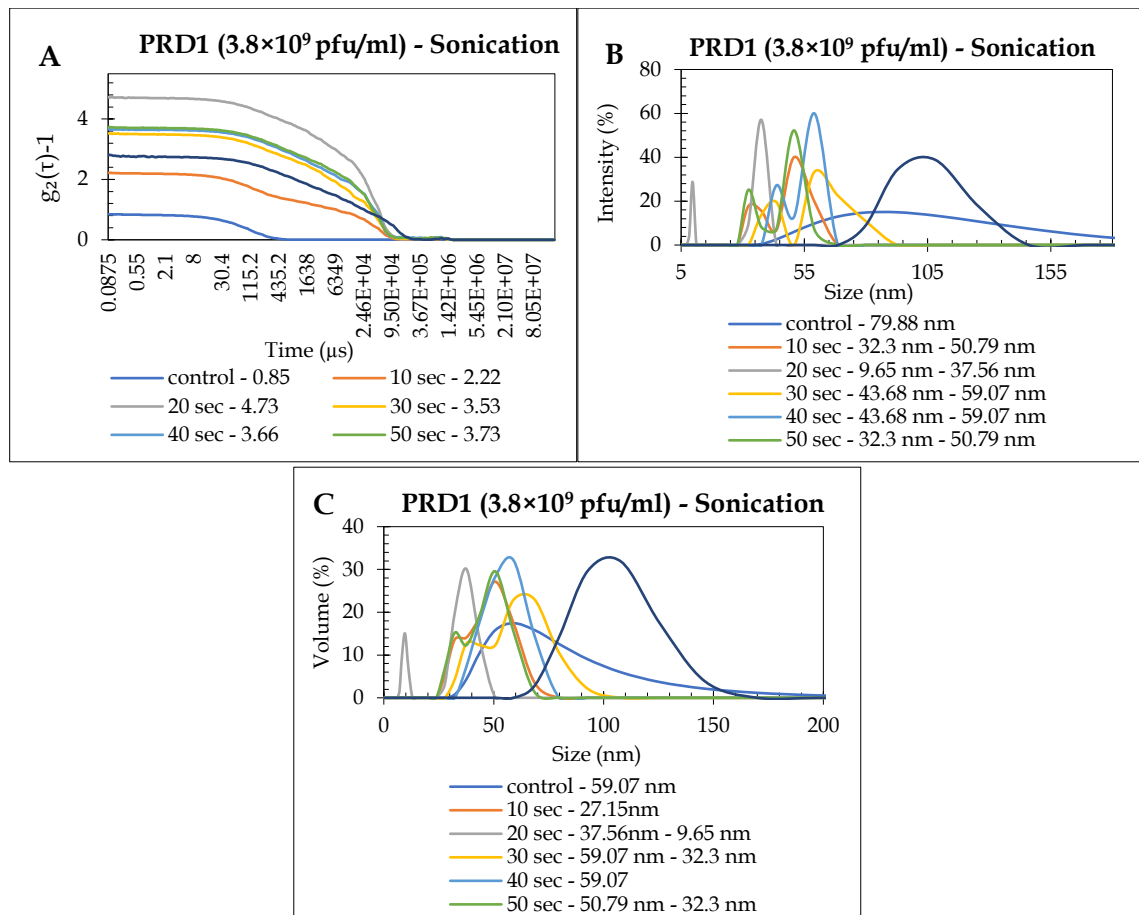 A
PRD1 (3.8×10⁹ pfu/ml) - Sonication
g₂(τ)-1
4
2
0
0.0875
0.55
2.1
8
30.4
115.2
435.2
1638
6349
2.46E+04
9.50E+04
3.67E+05
1.42E+06
5.45E+06
2.10E+07
8.05E+07
Time (µs)
control - 0.85
10 sec - 2.22
20 sec - 4.73
30 sec - 3.53
40 sec - 3.66
50 sec - 3.73
B
PRD1 (3.8×10⁹ pfu/ml) - Sonication
Intensity (%)
80
60
40
20
0
5 55 105 155
Size (nm)
control - 79.88 nm
10 sec - 32.3 nm - 50.79 nm
20 sec - 9.65 nm - 37.56 nm
30 sec - 43.68 nm - 59.07 nm
40 sec - 43.68 nm - 59.07 nm
50 sec - 32.3 nm - 50.79 nm
C
PRD1 (3.8×10⁹ pfu/ml) - Sonication
Volume (%)
40
30
20
10
0
0 50 100 150 200
Size (nm)
control - 59.07 nm
10 sec - 27.15nm
20 sec - 37.56nm - 9.65 nm
30 sec - 59.07 nm - 32.3 nm
40 sec - 59.07
50 sec - 50.79 nm - 32.3 nm